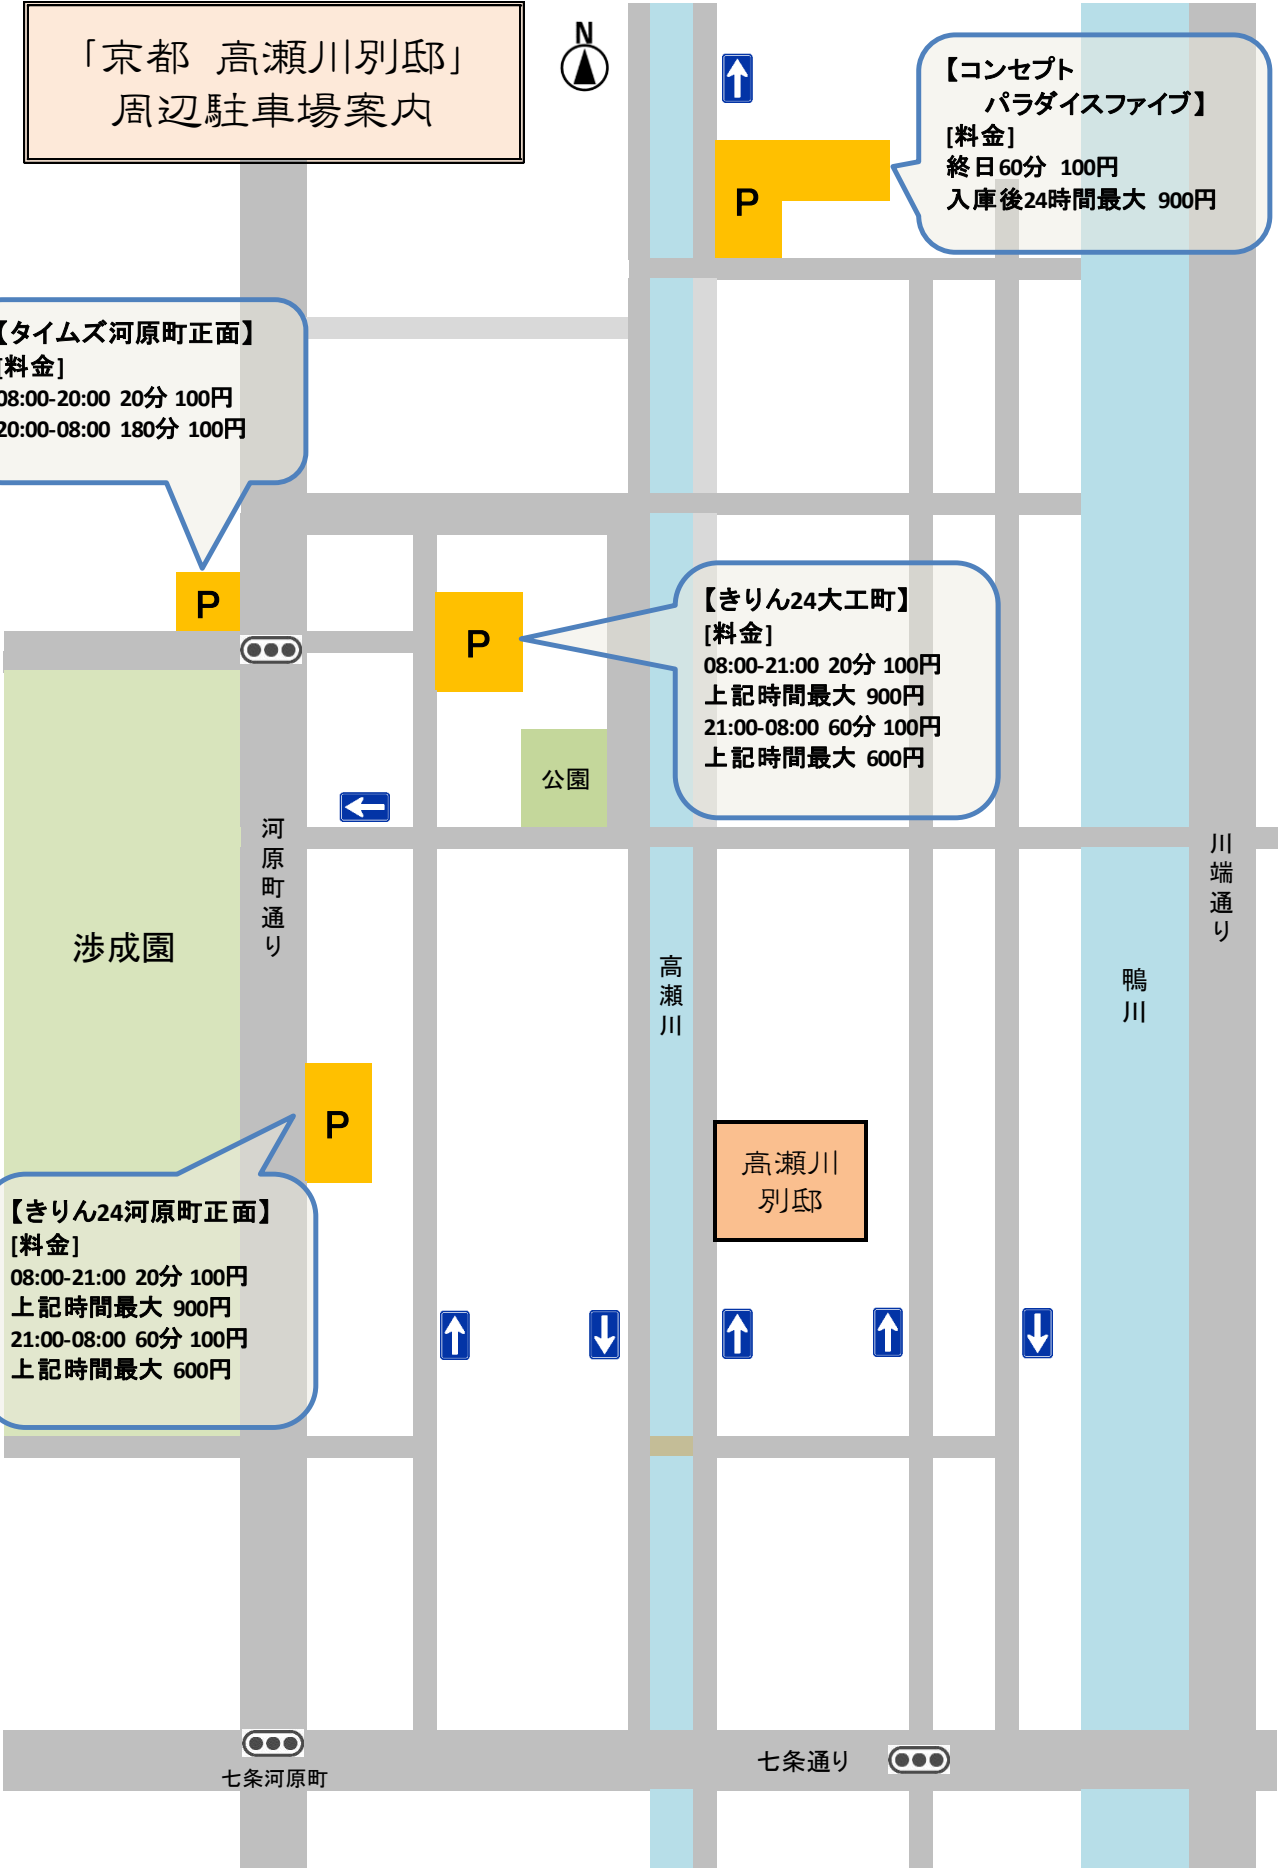 「京都 高瀬川別邸」
周辺駐車場案内
N
【コンセプト
パラダイスファイブ】
[料金]
終日60分 100円
入庫後24時間最大 900円
P
【タイムズ河原町正面】
[料金]
08:00-20:00 20分 100円
20:00-08:00 180分 100円
P
P
【きりん24大工町】
[料金]
08:00-21:00 20分 100円
上記時間最大 900円
21:00-08:00 60分 100円
上記時間最大 600円
公園
河原町通り
川端通り
渉成園
高瀬川
鴨川
P
高瀬川
別邸
【きりん24河原町正面】
[料金]
08:00-21:00 20分 100円
上記時間最大 900円
21:00-08:00 60分 100円
上記時間最大 600円
七条通り
七条河原町